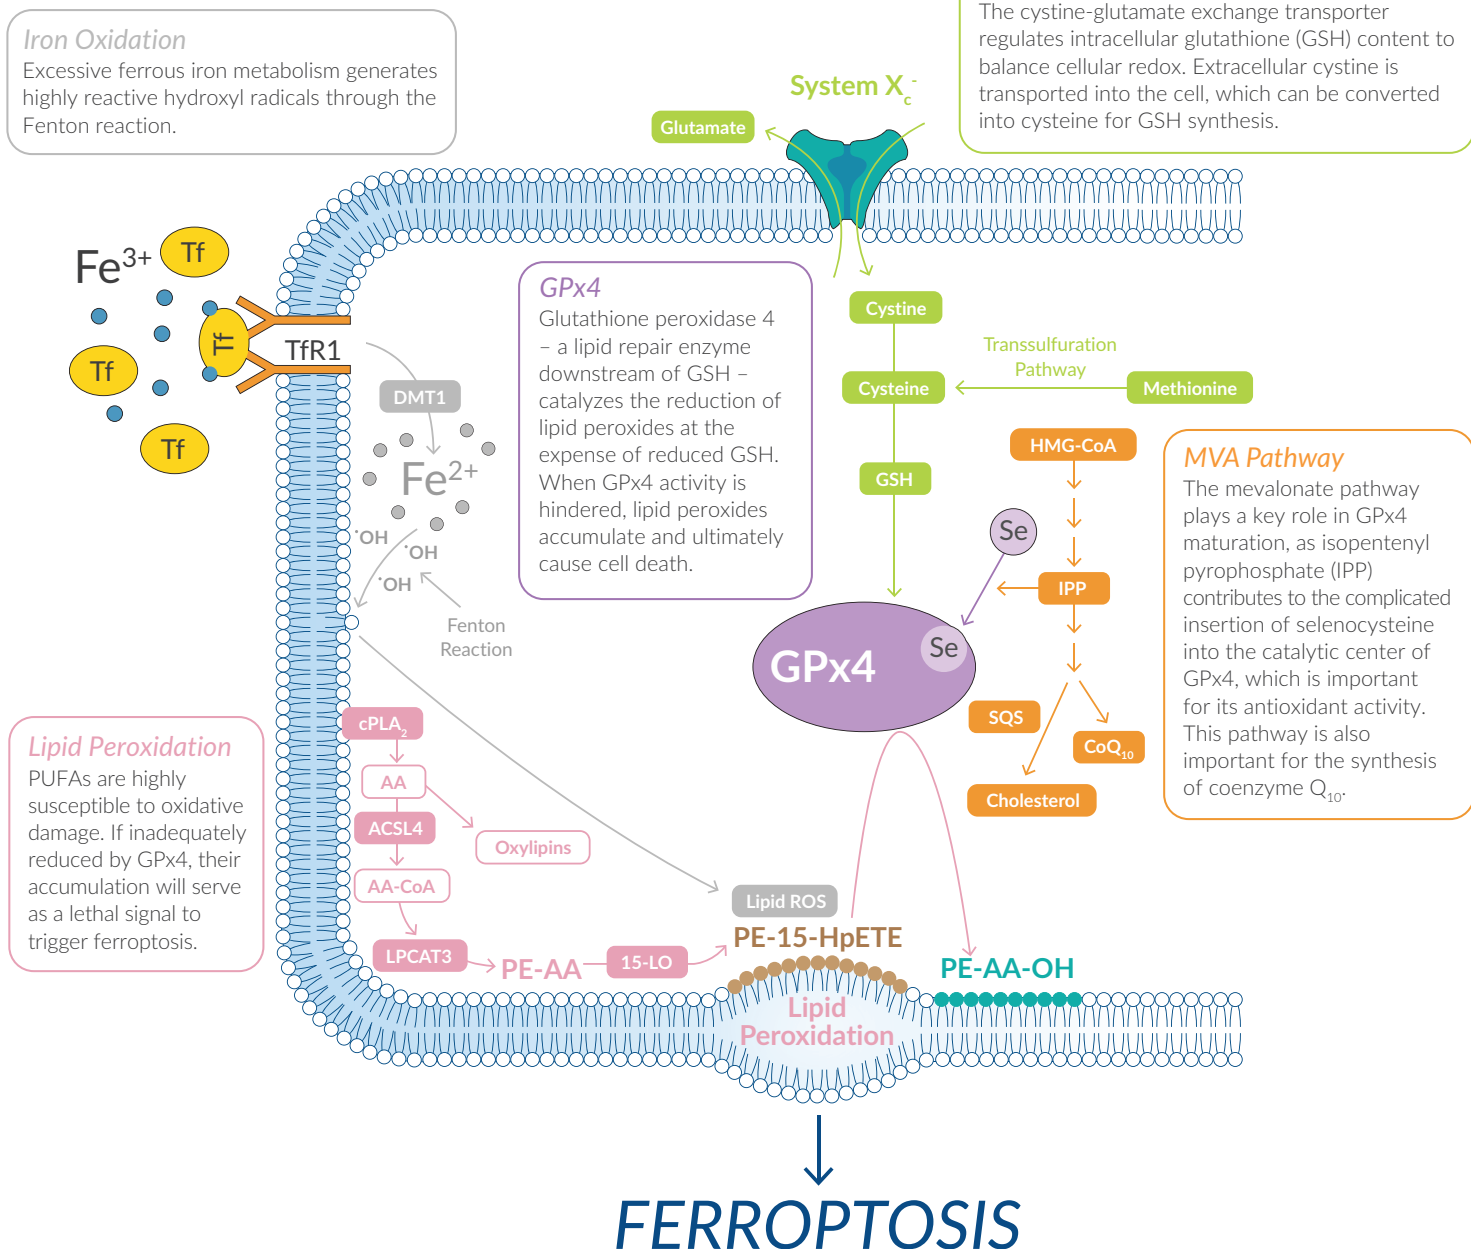 Iron Oxidation
Excessive ferrous iron metabolism generates
highly reactive hydroxyl radicals through the
Fenton reaction.
The cystine-glutamate exchange transporter
regulates intracellular glutathione (GSH) content to
balance cellular redox. Extracellular cystine is
transported into the cell, which can be converted
into cysteine for GSH synthesis.
System Xc-
Glutamate
Fe3+
Tf
Tf
Tf
Tf
TfR1
DMT1
Fe2+
·OH
·OH
·OH
Fenton
Reaction
GPx4
Glutathione peroxidase 4
– a lipid repair enzyme
downstream of GSH –
catalyzes the reduction of
lipid peroxides at the
expense of reduced GSH.
When GPx4 activity is
hindered, lipid peroxides
accumulate and ultimately
cause cell death.
Cystine
Transsulfuration
Pathway
Cysteine
Methionine
GSH
HMG-CoA
Se
IPP
GPx4
Se
SQS
CoQ10
Cholesterol
MVA Pathway
The mevalonate pathway
plays a key role in GPx4
maturation, as isopentenyl
pyrophosphate (IPP)
contributes to the complicated
insertion of selenocysteine
into the catalytic center of
GPx4, which is important
for its antioxidant activity.
This pathway is also
important for the synthesis
of coenzyme Q10.
Lipid Peroxidation
PUFAs are highly
susceptible to oxidative
damage. If inadequately
reduced by GPx4, their
accumulation will serve
as a lethal signal to
trigger ferroptosis.
cPLA2
AA
ACSL4
Oxylipins
AA-CoA
LPCAT3
PE-AA
15-LO
Lipid ROS
PE-15-HpETE
PE-AA-OH
Lipid
Peroxidation
FERROPTOSIS